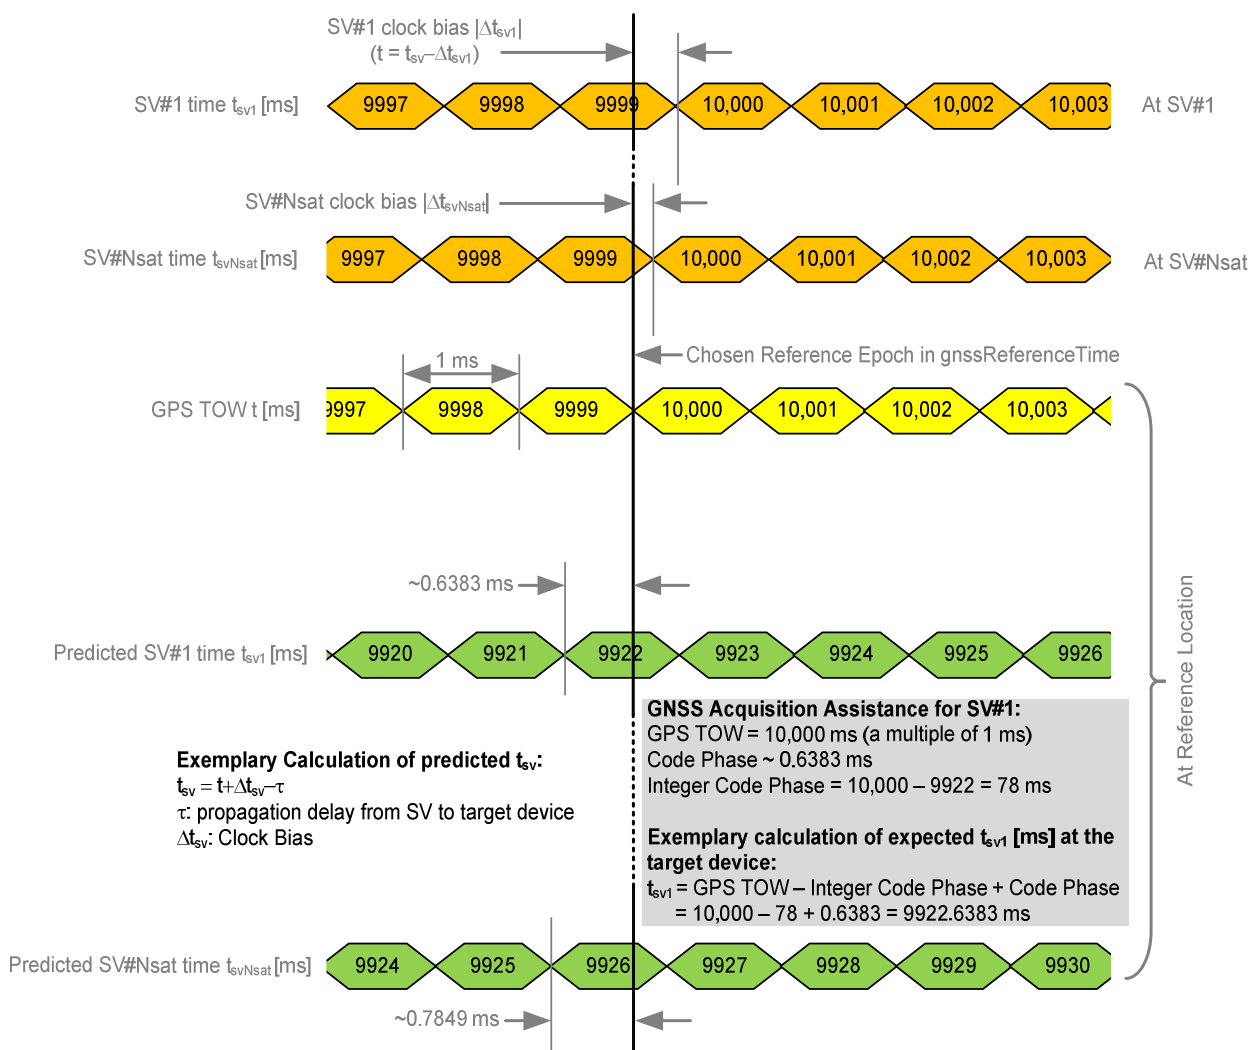 SV#1 clock bias |Δtsv1|
(t = tsv–Δtsv1)
SV#1 time tsv1 [ms]
9997 9998 9999 10,000 10,001 10,002 10,003
At SV#1
SV#Nsat clock bias |ΔtsvNsat|
SV#Nsat time tsvNsat [ms]
9997 9998 9999 10,000 10,001 10,002 10,003
At SV#Nsat
Chosen Reference Epoch in gnssReferenceTime
1 ms
GPS TOW t [ms]
9997 9998 9999 10,000 10,001 10,002 10,003
~0.6383 ms
Predicted SV#1 time tsv1 [ms]
9920 9921 9922 9923 9924 9925 9926
At Reference Location
GNSS Acquisition Assistance for SV#1:
GPS TOW = 10,000 ms (a multiple of 1 ms)
Code Phase ~ 0.6383 ms
Integer Code Phase = 10,000 – 9922 = 78 ms
Exemplary calculation of expected tsv1 [ms] at the
target device:
tsv1 = GPS TOW – Integer Code Phase + Code Phase
= 10,000 – 78 + 0.6383 = 9922.6383 ms
Exemplary Calculation of predicted tsv:
tsv = t+Δtsv–τ
τ: propagation delay from SV to target device
Δtsv: Clock Bias
Predicted SV#Nsat time tsvNsat [ms]
9924 9925 9926 9927 9928 9929 9930
~0.7849 ms